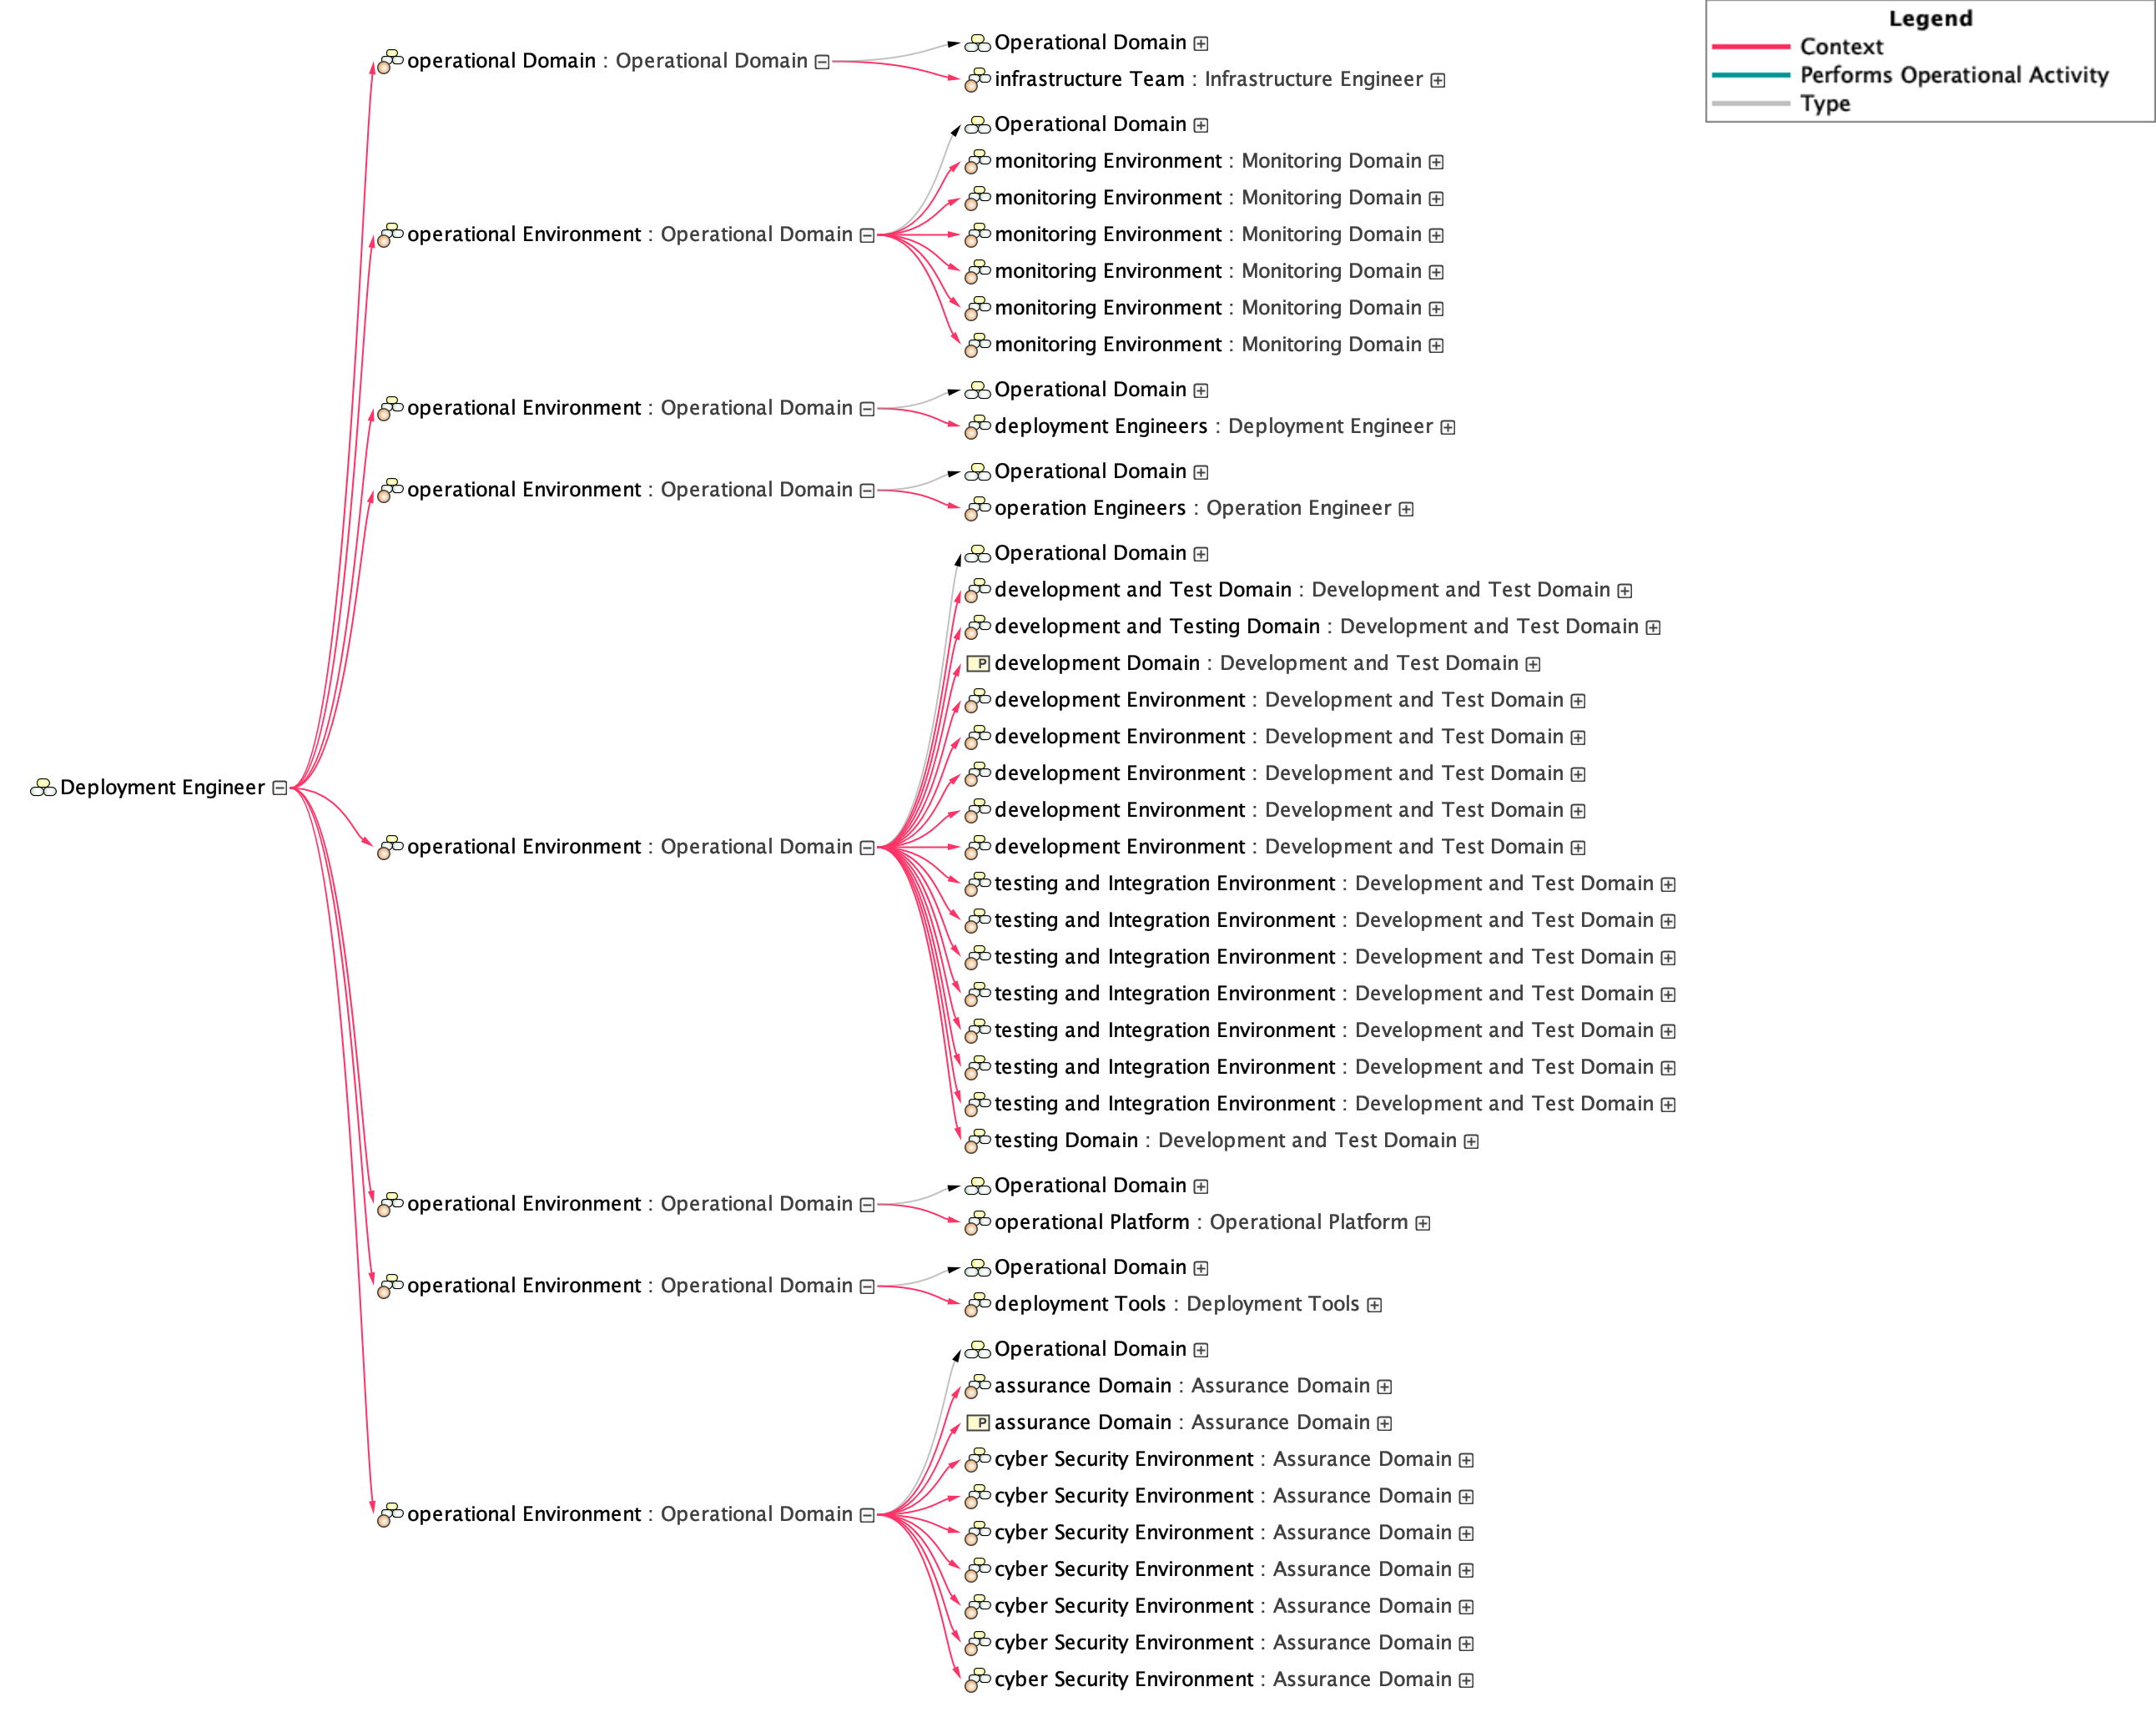 Legend
Context
Performs Operational Activity
Type
Deployment Engineer
operational Domain : Operational Domain
Operational Domain
infrastructure Team : Infrastructure Engineer
operational Environment : Operational Domain
Operational Domain
monitoring Environment : Monitoring Domain
monitoring Environment : Monitoring Domain
monitoring Environment : Monitoring Domain
monitoring Environment : Monitoring Domain
monitoring Environment : Monitoring Domain
monitoring Environment : Monitoring Domain
operational Environment : Operational Domain
Operational Domain
deployment Engineers : Deployment Engineer
operational Environment : Operational Domain
Operational Domain
operation Engineers : Operation Engineer
operational Environment : Operational Domain
Operational Domain
development and Test Domain : Development and Test Domain
development and Testing Domain : Development and Test Domain
P development Domain : Development and Test Domain
development Environment : Development and Test Domain
development Environment : Development and Test Domain
development Environment : Development and Test Domain
development Environment : Development and Test Domain
development Environment : Development and Test Domain
testing and Integration Environment : Development and Test Domain
testing and Integration Environment : Development and Test Domain
testing and Integration Environment : Development and Test Domain
testing and Integration Environment : Development and Test Domain
testing and Integration Environment : Development and Test Domain
testing and Integration Environment : Development and Test Domain
testing and Integration Environment : Development and Test Domain
testing Domain : Development and Test Domain
operational Environment : Operational Domain
Operational Domain
operational Platform : Operational Platform
operational Environment : Operational Domain
Operational Domain
deployment Tools : Deployment Tools
operational Environment : Operational Domain
Operational Domain
assurance Domain : Assurance Domain
P assurance Domain : Assurance Domain
cyber Security Environment : Assurance Domain
cyber Security Environment : Assurance Domain
cyber Security Environment : Assurance Domain
cyber Security Environment : Assurance Domain
cyber Security Environment : Assurance Domain
cyber Security Environment : Assurance Domain
cyber Security Environment : Assurance Domain